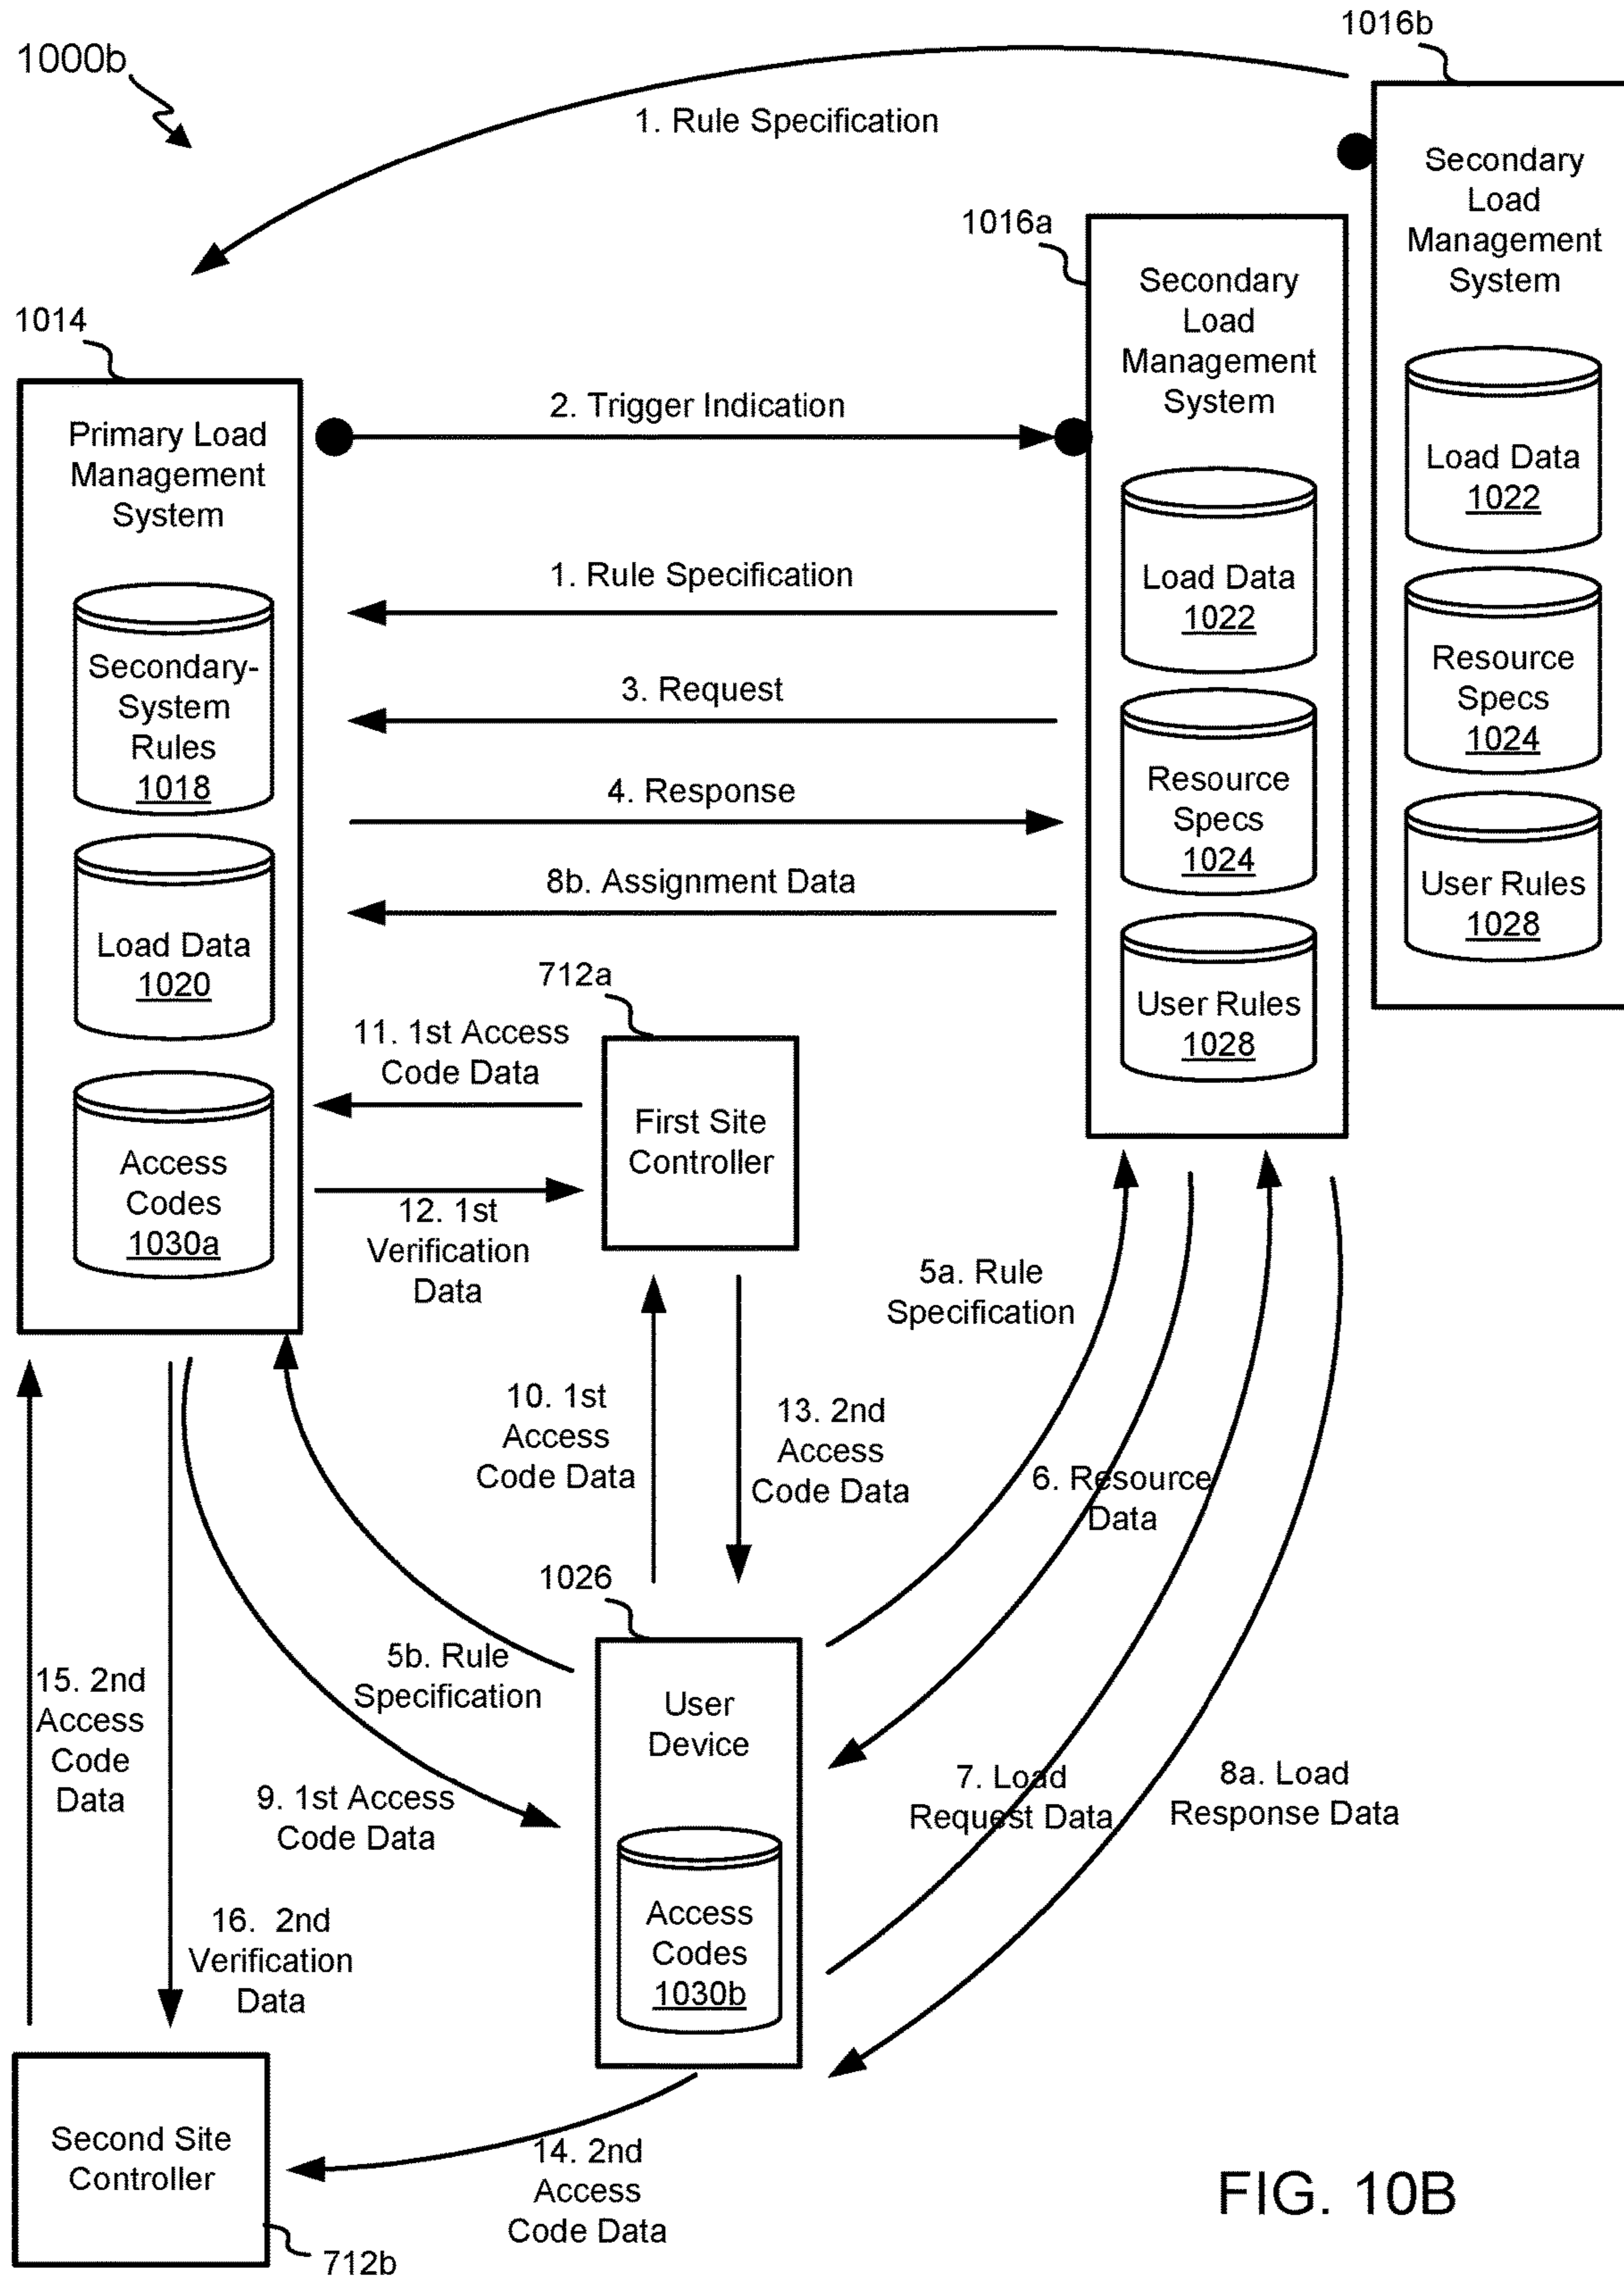 1000b
1016b
1. Rule Specification
Secondary
Load
Management
System
Load Data
1022
Resource
Specs
1024
User Rules
1028
1016a
Secondary
Load
Management
System
Load Data
1022
Resource
Specs
1024
User Rules
1028
1014
Primary Load
Management
System
Secondary-
System
Rules
1018
Load Data
1020
Access
Codes
1030a
2. Trigger Indication
1. Rule Specification
3. Request
4. Response
8b. Assignment Data
712a
11. 1st Access
Code Data
First Site
Controller
12. 1st
Verification
Data
5a. Rule
Specification
10. 1st
Access
Code Data
13. 2nd
Access
Code Data
6. Resource
Data
1026
5b. Rule
Specification
User
Device
Access
Codes
1030b
15. 2nd
Access
Code
Data
9. 1st Access
Code Data
7. Load
Request Data
8a. Load
Response Data
16. 2nd
Verification
Data
Second Site
Controller
14. 2nd
Access
Code Data
712b
FIG. 10B